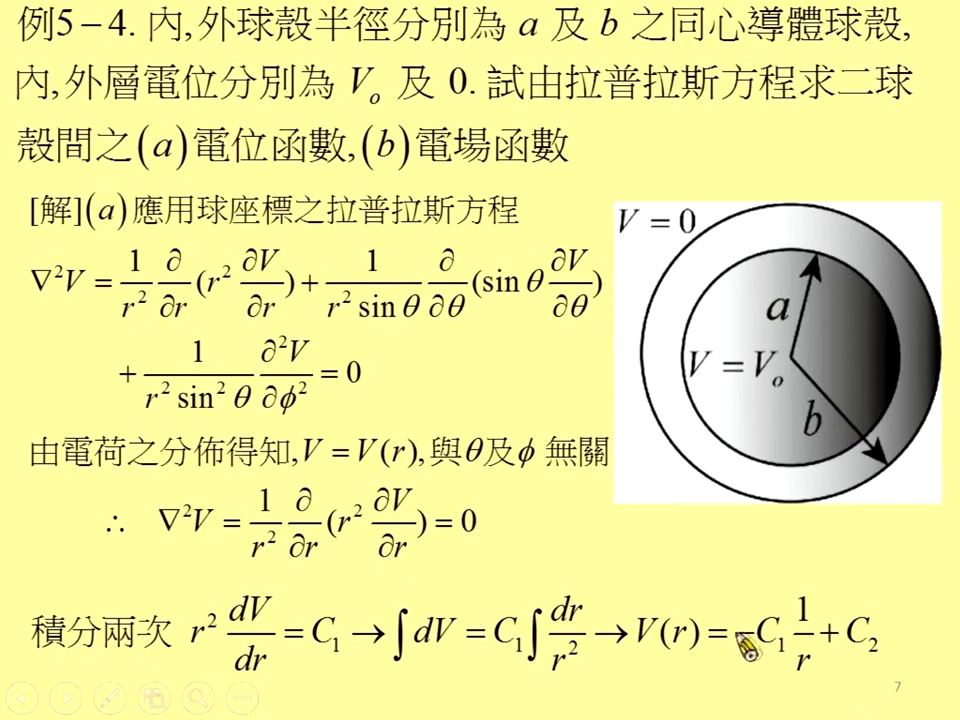 例5-4. 內,外球殼半徑分別為 a 及 b 之同心導體球殼,
內,外層電位分別為 Vₒ 及 0. 試由拉普拉斯方程求二球
殼間之(a)電位函數,(b)電場函數
[解](a)應用球座標之拉普拉斯方程
∇²V = 1/r² ∂/∂r (r² ∂V/∂r) + 1/(r² sin θ) ∂/∂θ (sin θ ∂V/∂θ)
+ 1/(r² sin² θ) ∂²V/∂ϕ² = 0
由電荷之分佈得知,V = V(r),與θ及ϕ 無關
∴ ∇²V = 1/r² ∂/∂r (r² ∂V/∂r) = 0
積分兩次 r² dV/dr = C₁ → ∫dV = C₁∫dr/r² → V(r) = −C₁ 1/r + C₂
V = 0
a
V = Vₒ
b
7